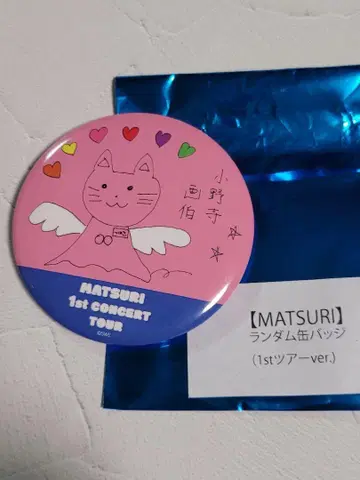 小野寺
画伯
MATSURI
1st CONCERT
TOUR
【MATSURI】
ランダム缶バッジ
（1stツアーver.）